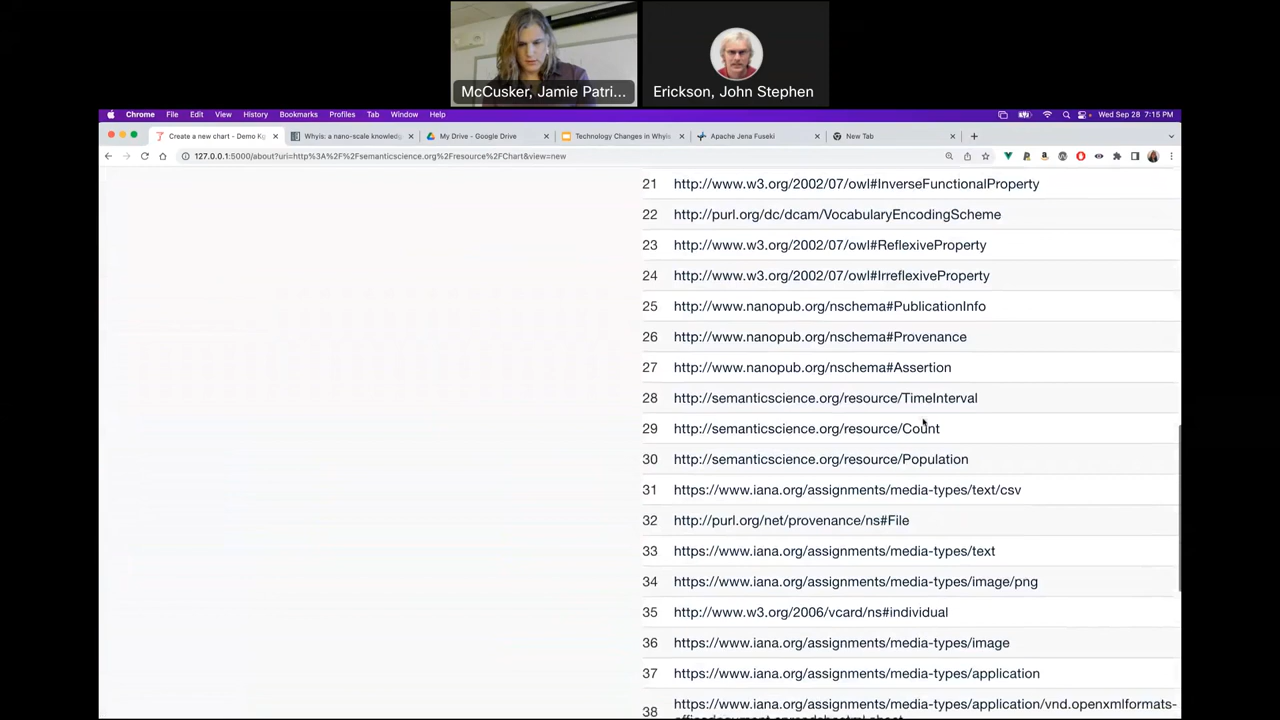 McCusker, Jamie Patri...
Erickson, John Stephen
Chrome File Edit View History Bookmarks Profiles Tab Window Help
Wed Sep 28 7:15 PM
Create a new chart - Demo Kg
Whyis: a nano-scale knowledg
My Drive - Google Drive
Technology Changes in Whyis
Apache Jena Fuseki
New Tab
127.0.0.1:5000/about?uri=http%3A%2F%2Fsemanticscience.org%2Fresource%2FChart&view=new
21 http://www.w3.org/2002/07/owl#InverseFunctionalProperty
22 http://purl.org/dc/dcam/VocabularyEncodingScheme
23 http://www.w3.org/2002/07/owl#ReflexiveProperty
24 http://www.w3.org/2002/07/owl#IrreflexiveProperty
25 http://www.nanopub.org/nschema#PublicationInfo
26 http://www.nanopub.org/nschema#Provenance
27 http://www.nanopub.org/nschema#Assertion
28 http://semanticscience.org/resource/TimeInterval
29 http://semanticscience.org/resource/Count
30 http://semanticscience.org/resource/Population
31 https://www.iana.org/assignments/media-types/text/csv
32 http://purl.org/net/provenance/ns#File
33 https://www.iana.org/assignments/media-types/text
34 https://www.iana.org/assignments/media-types/image/png
35 http://www.w3.org/2006/vcard/ns#individual
36 https://www.iana.org/assignments/media-types/image
37 https://www.iana.org/assignments/media-types/application
38 https://www.iana.org/assignments/media-types/application/vnd.openxmlformats-
officedocument.spreadsheetml.sheet